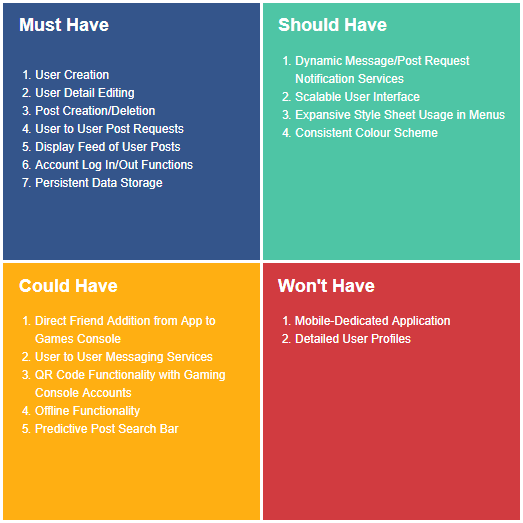 Must Have
1. User Creation
2. User Detail Editing
3. Post Creation/Deletion
4. User to User Post Requests
5. Display Feed of User Posts
6. Account Log In/Out Functions
7. Persistent Data Storage
Should Have
1. Dynamic Message/Post Request
Notification Services
2. Scalable User Interface
3. Expansive Style Sheet Usage in Menus
4. Consistent Colour Scheme
Could Have
1. Direct Friend Addition from App to
Games Console
2. User to User Messaging Services
3. QR Code Functionality with Gaming
Console Accounts
4. Offline Functionality
5. Predictive Post Search Bar
Won't Have
1. Mobile-Dedicated Application
2. Detailed User Profiles